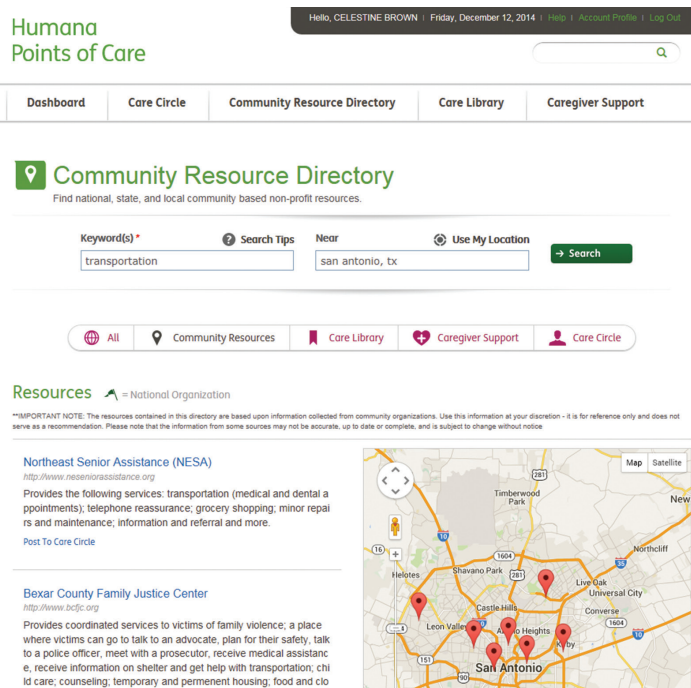 Humana
Points of Care
Hello, CELESTINE BROWN | Friday, December 12, 2014 | Help | Account Profile | Log Out
Dashboard
Care Circle
Community Resource Directory
Care Library
Caregiver Support
Community Resource Directory
Find national, state, and local community based non-profit resources.
Keyword(s) *
? Search Tips
Near
Use My Location
transportation
san antonio, tx
→ Search
All
Community Resources
Care Library
Caregiver Support
Care Circle
Resources = National Organization
**IMPORTANT NOTE: The resources contained in this directory are based upon information collected from community organizations. Use this information at your discretion - it is for reference only and does not
serve as a recommendation. Please note that the information from some sources may not be accurate, up to date or complete, and is subject to change without notice
Northeast Senior Assistance (NESA)
http://www.neseniorassistance.org
Provides the following services: transportation (medical and dental a
ppointments); telephone reassurance; grocery shopping; minor repai
rs and maintenance; information and referral and more.
Post To Care Circle
Bexar County Family Justice Center
http://www.bcfjc.org
Provides coordinated services to victims of family violence; a place
where victims can go to talk to an advocate, plan for their safety, talk
to a police officer, meet with a prosecutor, receive medical assistanc
e, receive information on shelter and get help with transportation; chi
ld care; counseling; temporary and permenent housing; food and clo
Map
Satellite
281
Timberwood
Park
New
10
16
1604
Northcliff
35
Helotes
Shavano Park
281
Live Oak
Universal City
Castle Hills
Converse
Leon Valley
Heights
1604
Kirby
10
151
San Antonio
90